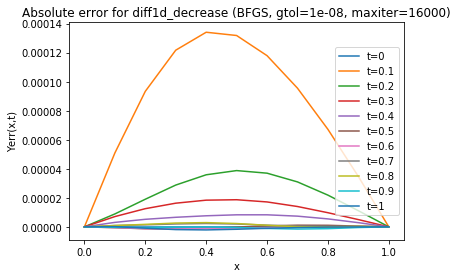 Absolute error for diff1d_decrease (BFGS, gtol=1e-08, maxiter=16000)
0.00014
0.00012
0.00010
0.00008
0.00006
0.00004
0.00002
0.00000
Yerr(x,t)
0.0
0.2
0.4
0.6
0.8
1.0
x
t=0
t=0.1
t=0.2
t=0.3
t=0.4
t=0.5
t=0.6
t=0.7
t=0.8
t=0.9
t=1